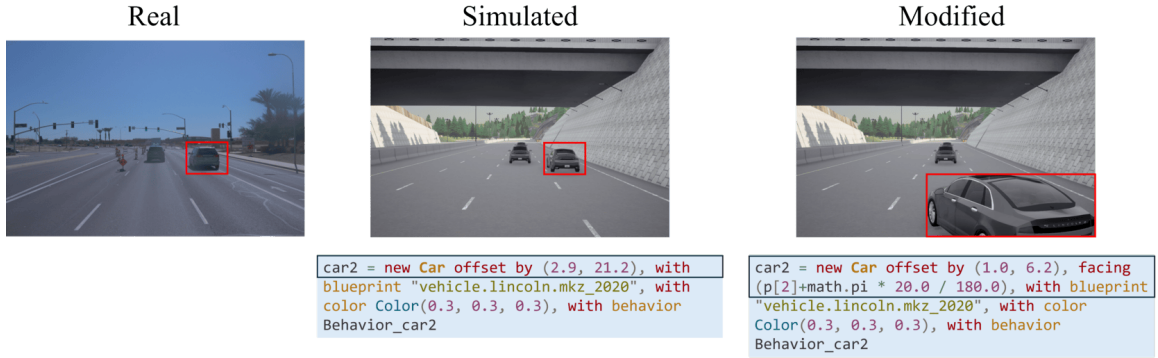 Real
Simulated
Modified
car2 = new Car offset by (2.9, 21.2), with
blueprint "vehicle.lincoln.mkz_2020", with
color Color(0.3, 0.3, 0.3), with behavior
Behavior_car2
car2 = new Car offset by (1.0, 6.2), facing
(p[2]+math.pi * 20.0 / 180.0), with blueprint
"vehicle.lincoln.mkz_2020", with color
Color(0.3, 0.3, 0.3), with behavior
Behavior_car2